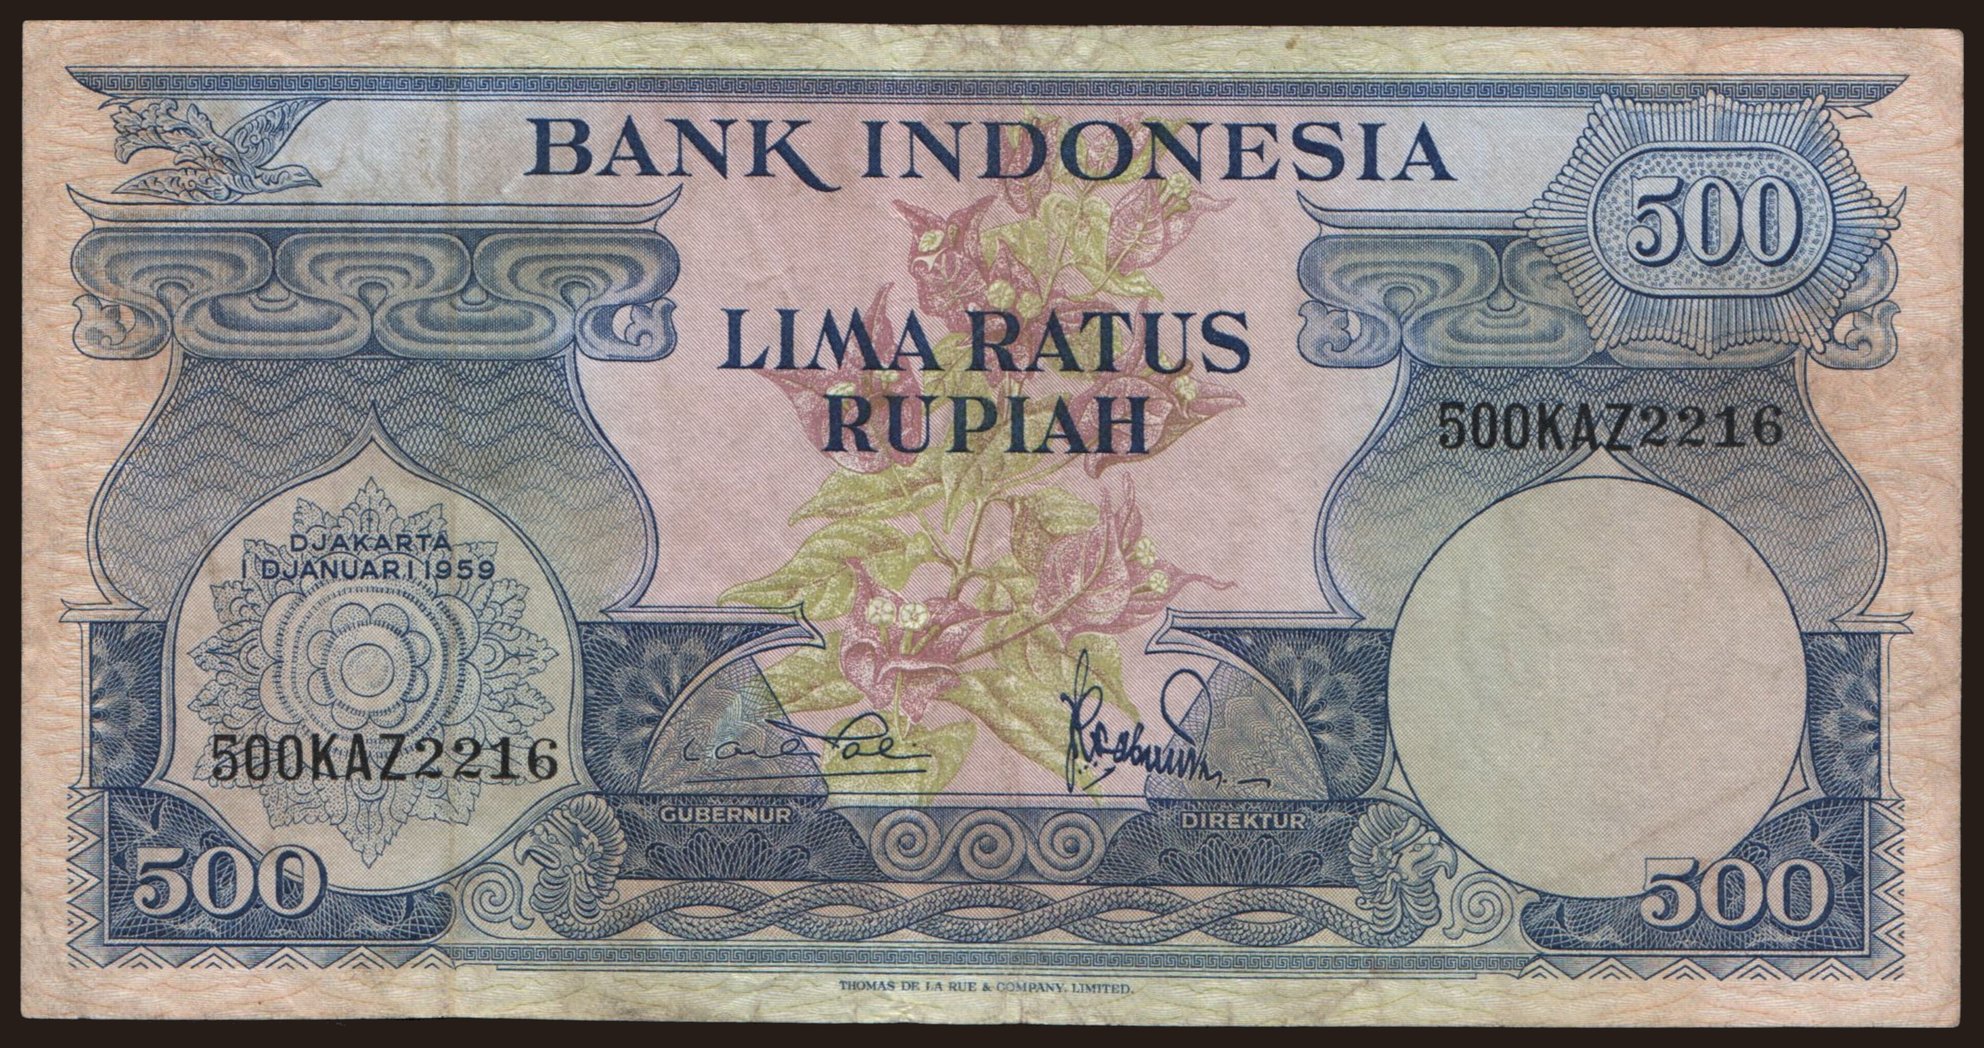 BANK INDONESIA
500
LIMA RATUS
RUPIAH
500KAZ2216
DJAKARTA
1 DJANUARI 1959
500KAZ2216
GUBERNUR
DIREKTUR
500
500
THOMAS DE LA RUE & COMPANY, LIMITED.